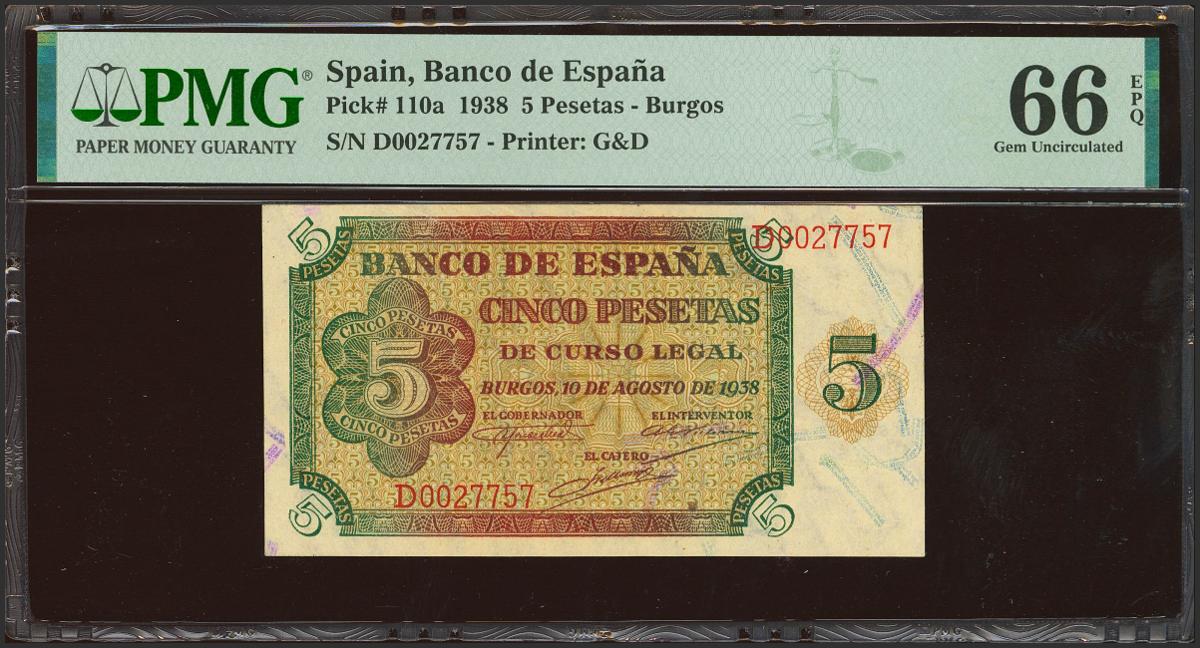 PMG®
PAPER MONEY GUARANTY
Spain, Banco de España
Pick# 110a 1938 5 Pesetas - Burgos
S/N D0027757 - Printer: G&D
66 EPQ
Gem Uncirculated
5 PESETAS
5 PESETAS
D0027757
BANCO DE ESPAÑA
CINCO PESETAS
CINCO PESETAS
5
CINCO PESETAS
DE CURSO LEGAL
BURGOS, 10 DE AGOSTO DE 1938
5
EL GOBERNADOR
EL INTERVENTOR
EL CAJERO
D0027757
PESETAS 5
PESETAS 5